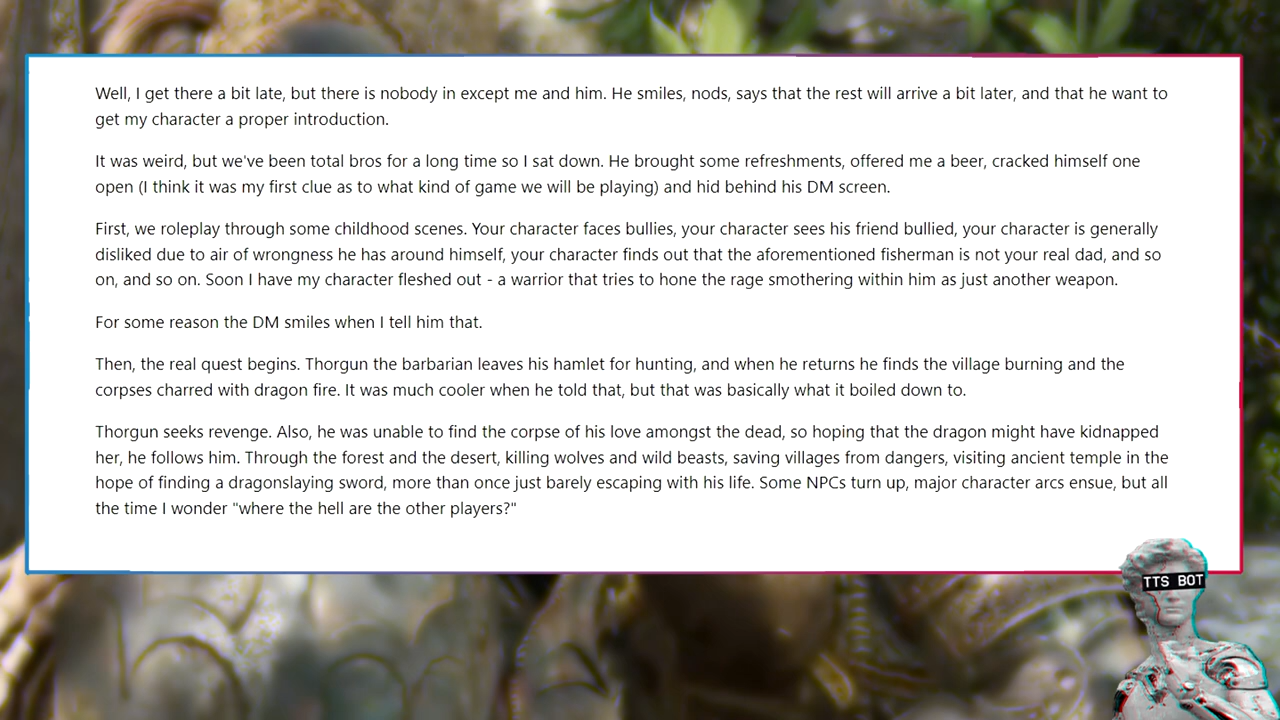 Well, I get there a bit late, but there is nobody in except me and him. He smiles, nods, says that the rest will arrive a bit later, and that he want to
get my character a proper introduction.
It was weird, but we've been total bros for a long time so I sat down. He brought some refreshments, offered me a beer, cracked himself one
open (I think it was my first clue as to what kind of game we will be playing) and hid behind his DM screen.
First, we roleplay through some childhood scenes. Your character faces bullies, your character sees his friend bullied, your character is generally
disliked due to air of wrongness he has around himself, your character finds out that the aforementioned fisherman is not your real dad, and so
on, and so on. Soon I have my character fleshed out - a warrior that tries to hone the rage smothering within him as just another weapon.
For some reason the DM smiles when I tell him that.
Then, the real quest begins. Thorgun the barbarian leaves his hamlet for hunting, and when he returns he finds the village burning and the
corpses charred with dragon fire. It was much cooler when he told that, but that was basically what it boiled down to.
Thorgun seeks revenge. Also, he was unable to find the corpse of his love amongst the dead, so hoping that the dragon might have kidnapped
her, he follows him. Through the forest and the desert, killing wolves and wild beasts, saving villages from dangers, visiting ancient temple in the
hope of finding a dragonslaying sword, more than once just barely escaping with his life. Some NPCs turn up, major character arcs ensue, but all
the time I wonder "where the hell are the other players?"
TTS BOT